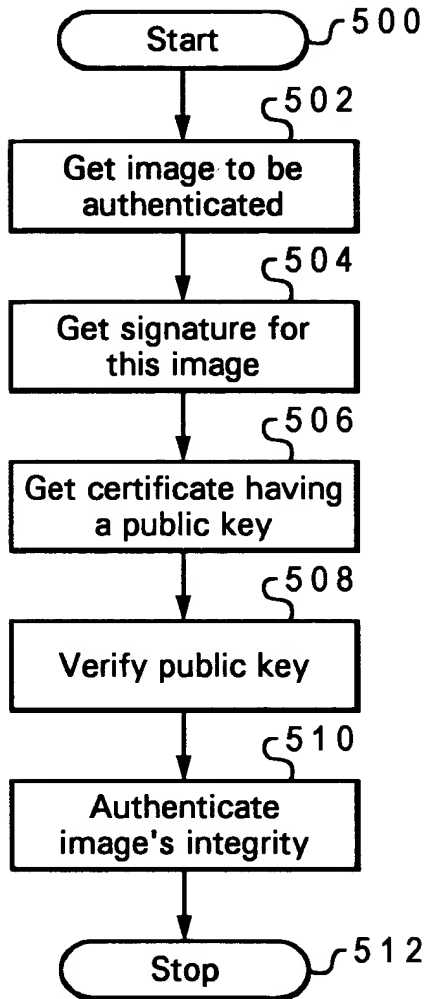 Start
500
502
Get image to be
authenticated
504
Get signature for
this image
506
Get certificate having
a public key
508
Verify public key
510
Authenticate
image's integrity
Stop
512